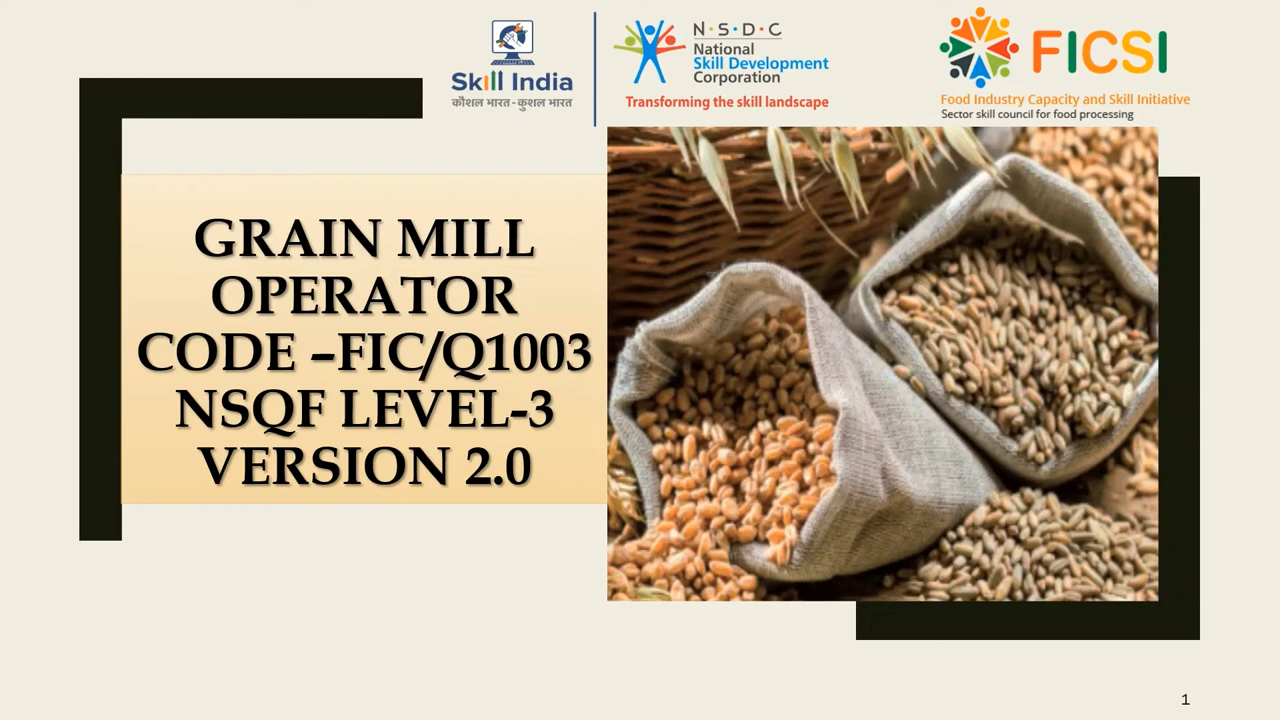 Skill India
कौशल भारत - कुशल भारत
N·S·D·C
National
Skill Development
Corporation
Transforming the skill landscape
FICSI
Food Industry Capacity and Skill Initiative
Sector skill council for food processing
GRAIN MILL
OPERATOR
CODE –FIC/Q1003
NSQF LEVEL-3
VERSION 2.0
1